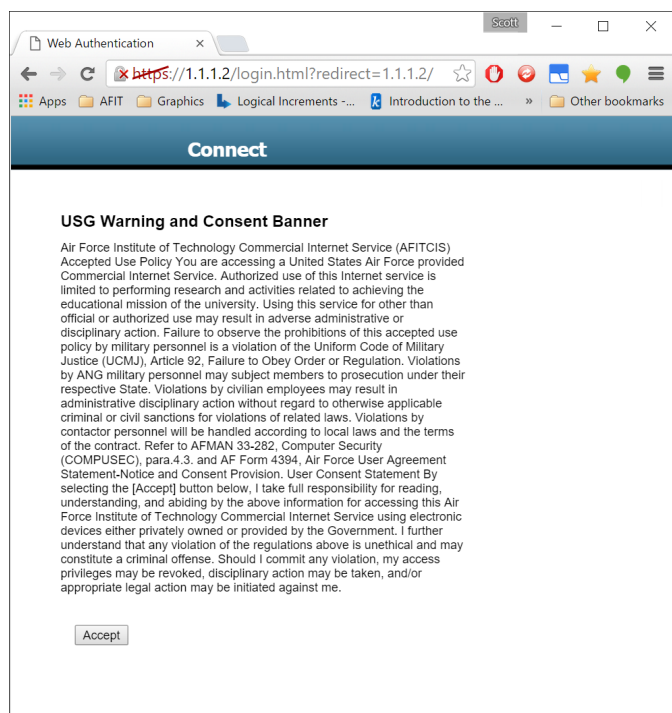 Scott
Web Authentication
https://1.1.1.2/login.html?redirect=1.1.1.2/
Apps AFIT Graphics Logical Increments -... Introduction to the ... » Other bookmarks
Connect
USG Warning and Consent Banner
Air Force Institute of Technology Commercial Internet Service (AFITCIS)
Accepted Use Policy You are accessing a United States Air Force provided
Commercial Internet Service. Authorized use of this Internet service is
limited to performing research and activities related to achieving the
educational mission of the university. Using this service for other than
official or authorized use may result in adverse administrative or
disciplinary action. Failure to observe the prohibitions of this accepted use
policy by military personnel is a violation of the Uniform Code of Military
Justice (UCMJ), Article 92, Failure to Obey Order or Regulation. Violations
by ANG military personnel may subject members to prosecution under their
respective State. Violations by civilian employees may result in
administrative disciplinary action without regard to otherwise applicable
criminal or civil sanctions for violations of related laws. Violations by
contactor personnel will be handled according to local laws and the terms
of the contract. Refer to AFMAN 33-282, Computer Security
(COMPUSEC), para.4.3. and AF Form 4394, Air Force User Agreement
Statement-Notice and Consent Provision. User Consent Statement By
selecting the [Accept] button below, I take full responsibility for reading,
understanding, and abiding by the above information for accessing this Air
Force Institute of Technology Commercial Internet Service using electronic
devices either privately owned or provided by the Government. I further
understand that any violation of the regulations above is unethical and may
constitute a criminal offense. Should I commit any violation, my access
privileges may be revoked, disciplinary action may be taken, and/or
appropriate legal action may be initiated against me.
Accept